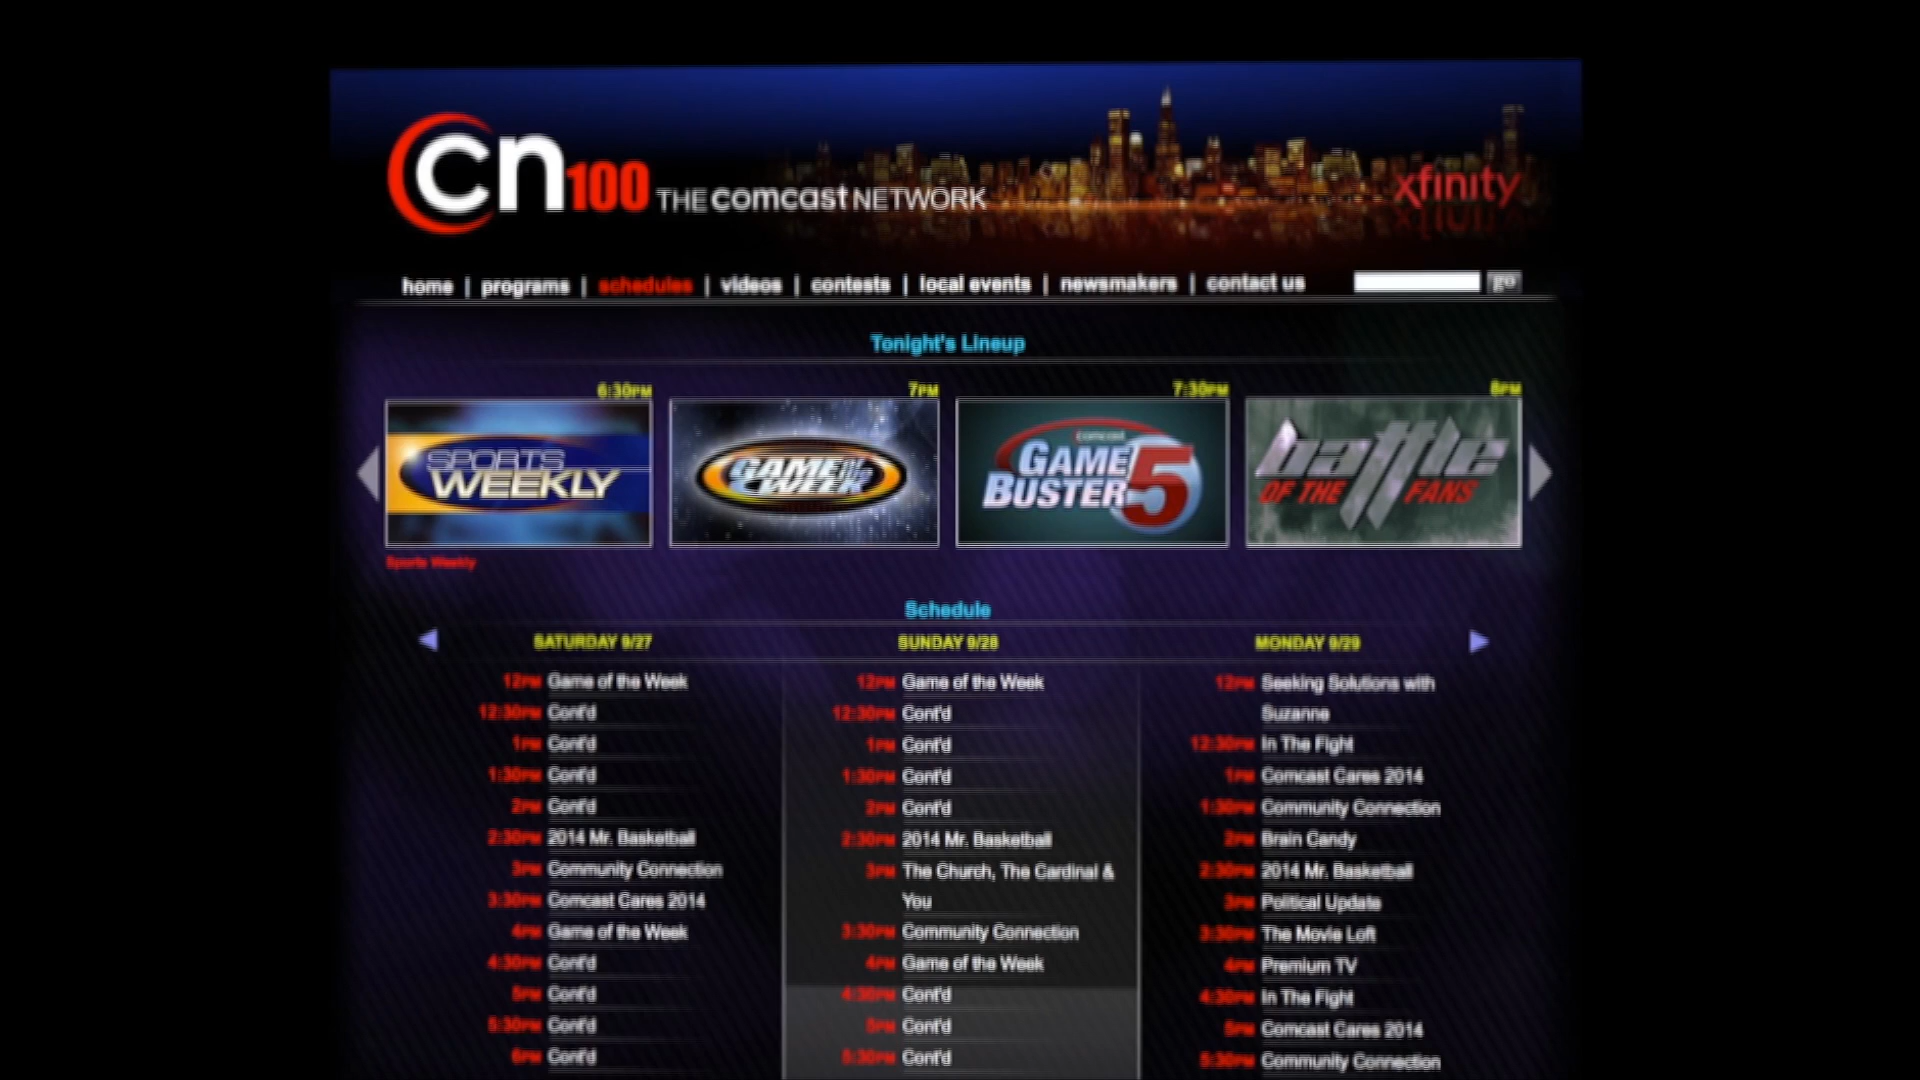 cn100 THE comcast NETWORK
xfinity
home | programs | schedules | videos | contests | local events | newsmakers | contact us
go
Tonight's Lineup
6:30PM
7PM
7:30PM
8PM
SPORTS
WEEKLY
GAME OF THE
WEEK
comcast
GAME
BUSTER 5
battle
OF THE FANS
Sports Weekly
Schedule
SATURDAY 9/27
12PM Game of the Week
12:30PM Cont'd
1PM Cont'd
1:30PM Cont'd
2PM Cont'd
2:30PM 2014 Mr. Basketball
3PM Community Connection
3:30PM Comcast Cares 2014
4PM Game of the Week
4:30PM Cont'd
5PM Cont'd
5:30PM Cont'd
6PM Cont'd
SUNDAY 9/28
12PM Game of the Week
12:30PM Cont'd
1PM Cont'd
1:30PM Cont'd
2PM Cont'd
2:30PM 2014 Mr. Basketball
3PM The Church, The Cardinal &
You
3:30PM Community Connection
4PM Game of the Week
4:30PM Cont'd
5PM Cont'd
5:30PM Cont'd
MONDAY 9/29
12PM Seeking Solutions with
Suzanne
12:30PM In The Fight
1PM Comcast Cares 2014
1:30PM Community Connection
2PM Brain Candy
2:30PM 2014 Mr. Basketball
3PM Political Update
3:30PM The Movie Loft
4PM Premium TV
4:30PM In The Fight
5PM Comcast Cares 2014
5:30PM Community Connection